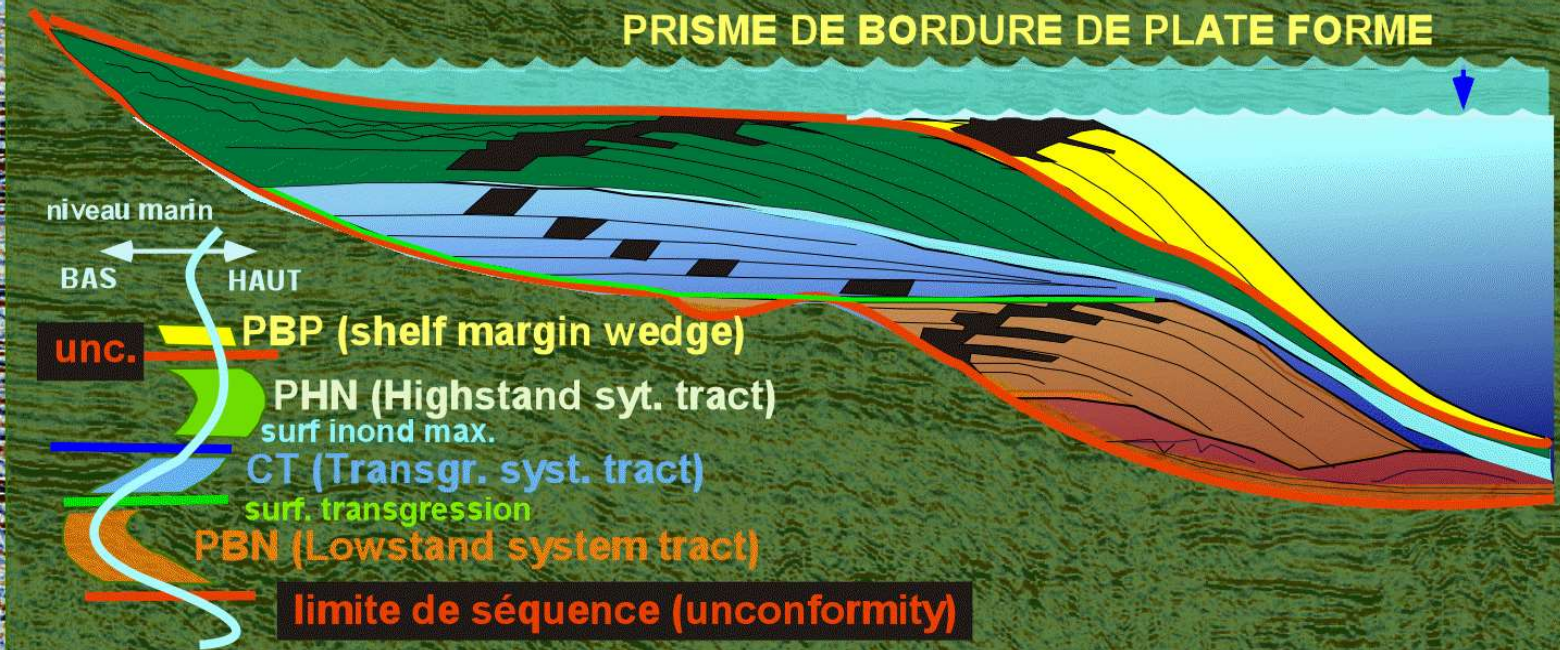 PRISME DE BORDURE DE PLATE FORME
niveau marin
BAS HAUT
PBP (shelf margin wedge)
unc.
PHN (Highstand syt. tract)
surf inond max.
CT (Transgr. syst. tract)
surf. transgression
PBN (Lowstand system tract)
limite de séquence (unconformity)